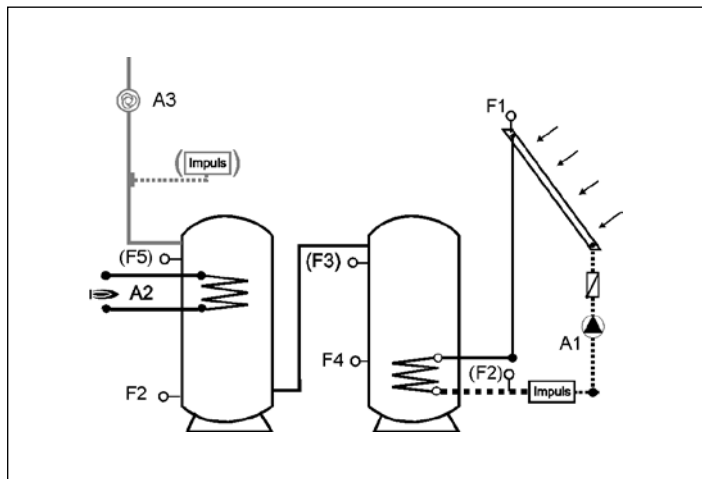 A3
F1
(Impuls)
(F5)
(F3)
A2
A1
F4
(F2)
F2
Impuls